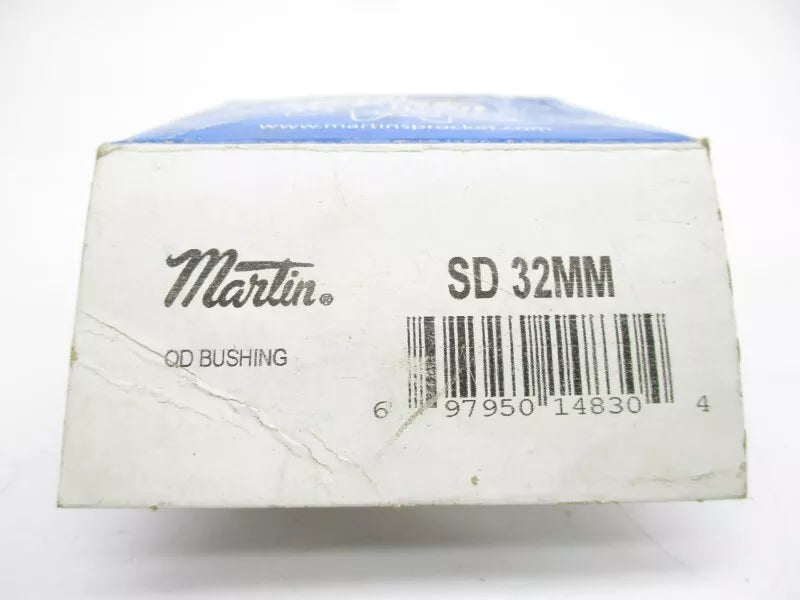 www.martinsprocket.com
Martin®
SD 32MM
QD BUSHING
6 97950 14830 4